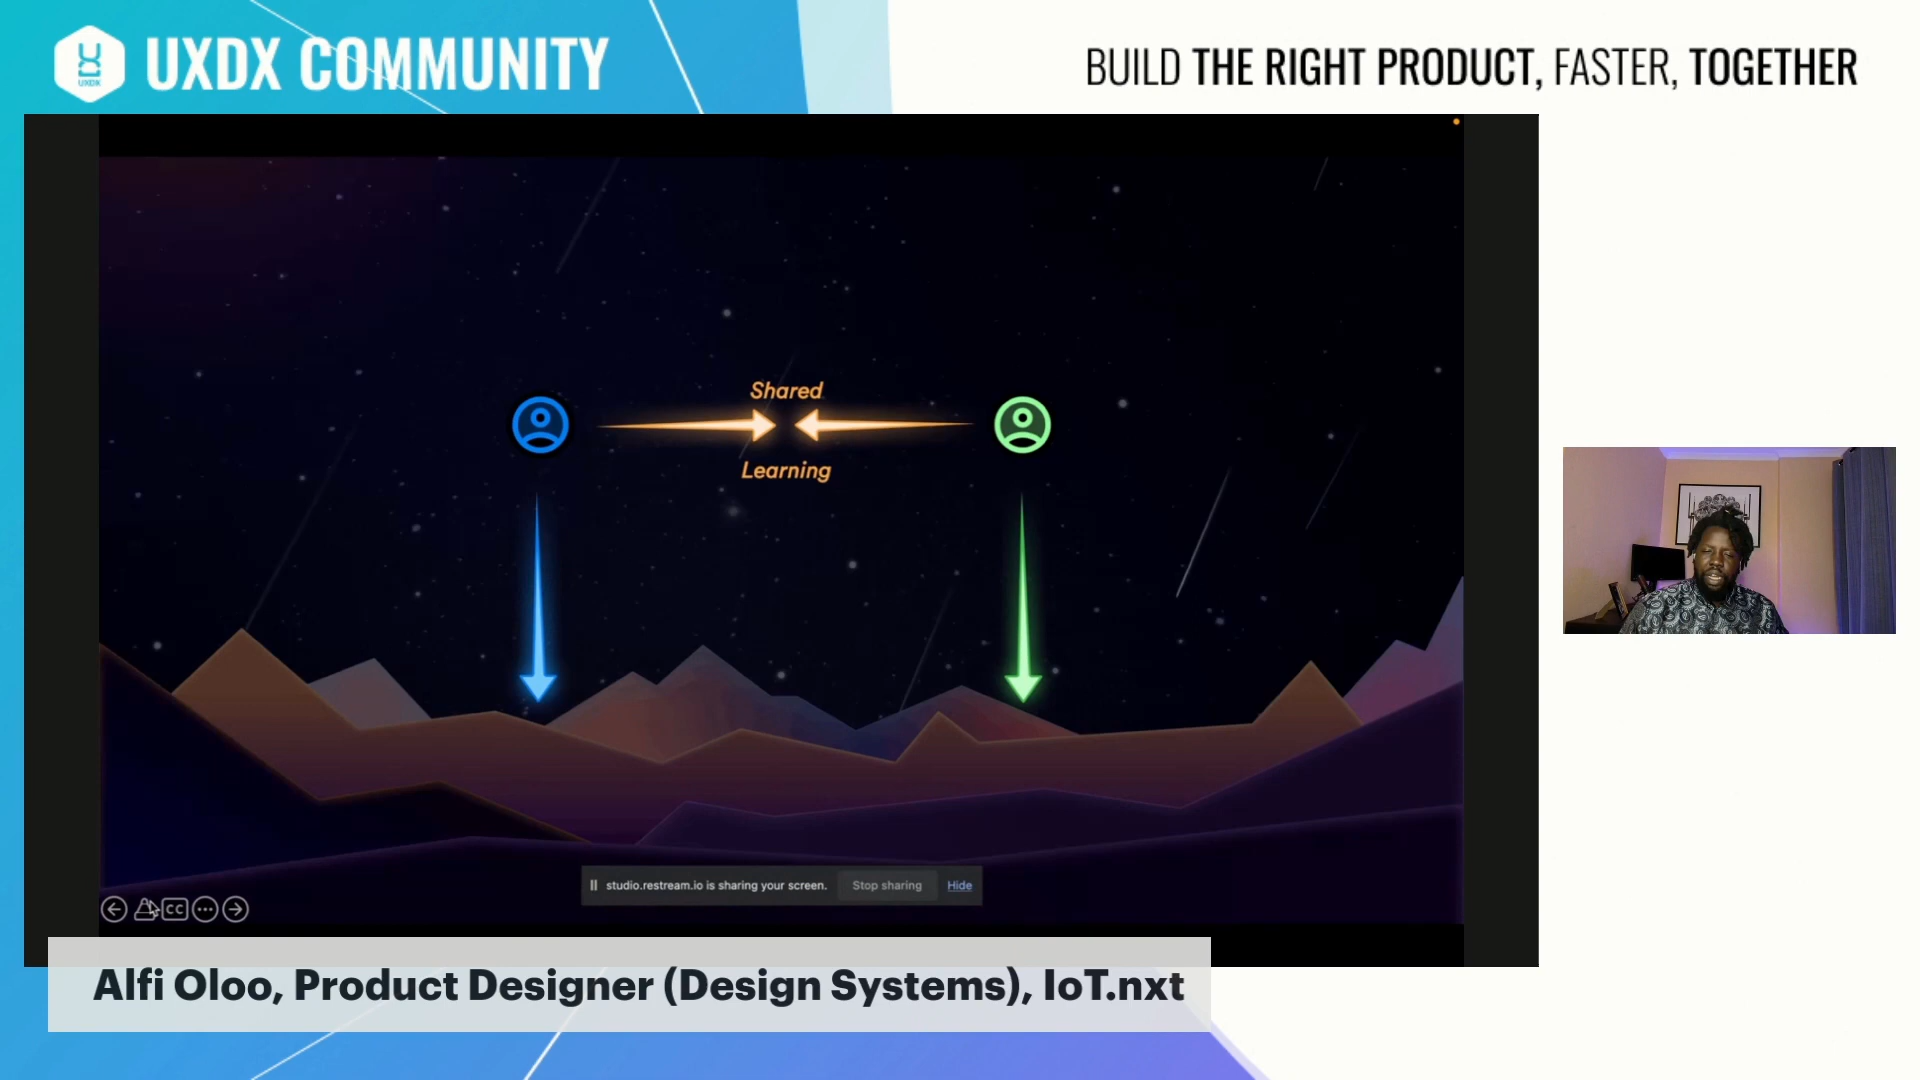 UXDX
UXDX COMMUNITY
BUILD THE RIGHT PRODUCT, FASTER, TOGETHER
Shared
Learning
studio.restream.io is sharing your screen. Stop sharing Hide
CC
Alfi Oloo, Product Designer (Design Systems), IoT.nxt